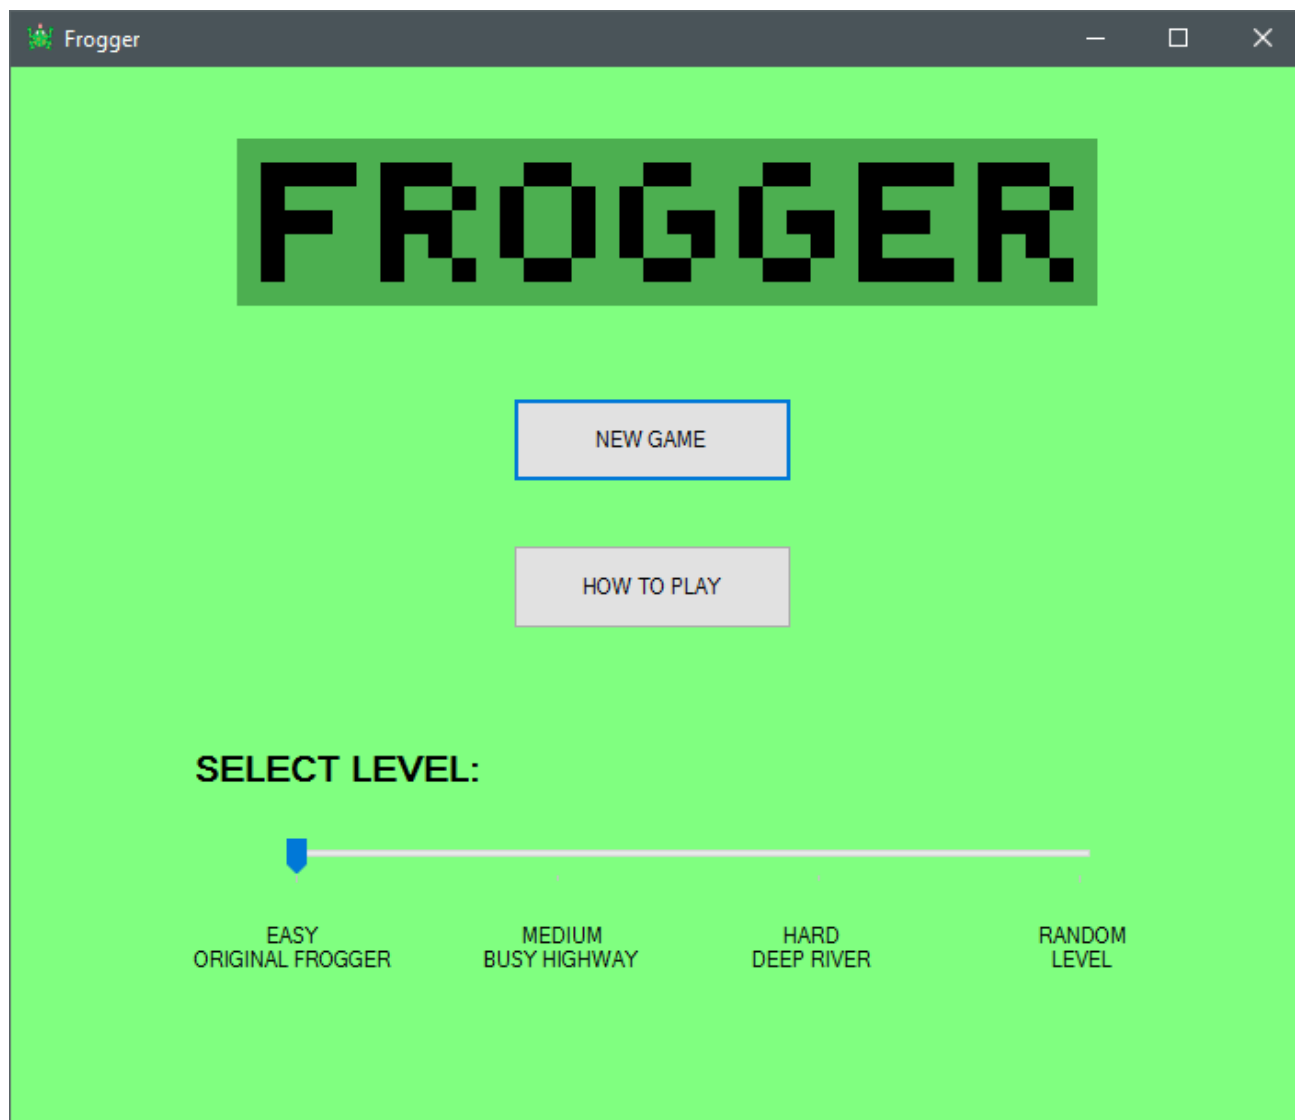 Frogger
FROGGER
NEW GAME
HOW TO PLAY
SELECT LEVEL:
EASY
ORIGINAL FROGGER
MEDIUM
BUSY HIGHWAY
HARD
DEEP RIVER
RANDOM
LEVEL